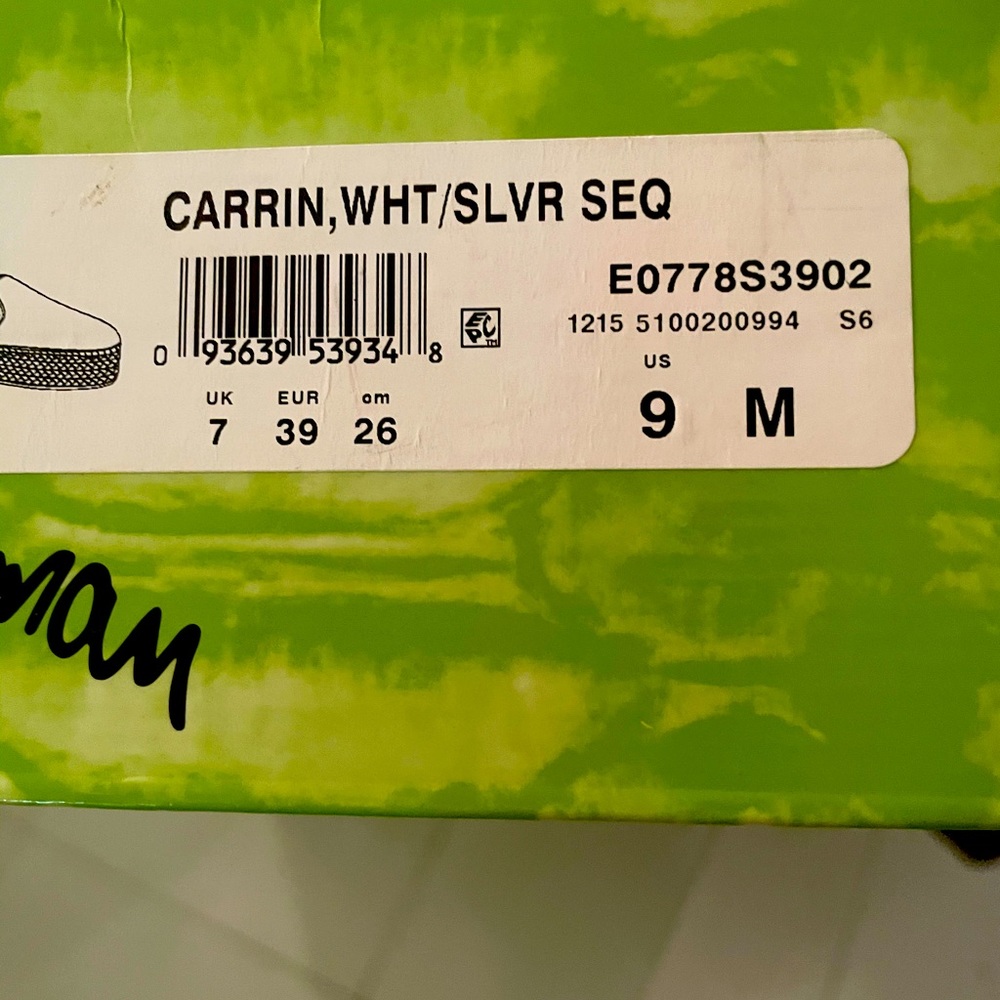 CARRIN,WHT/SLVR SEQ
E0778S3902
0 93639 53934 8
EPC™
1215 5100200994 S6
US
UK EUR cm
7 39 26
9 M